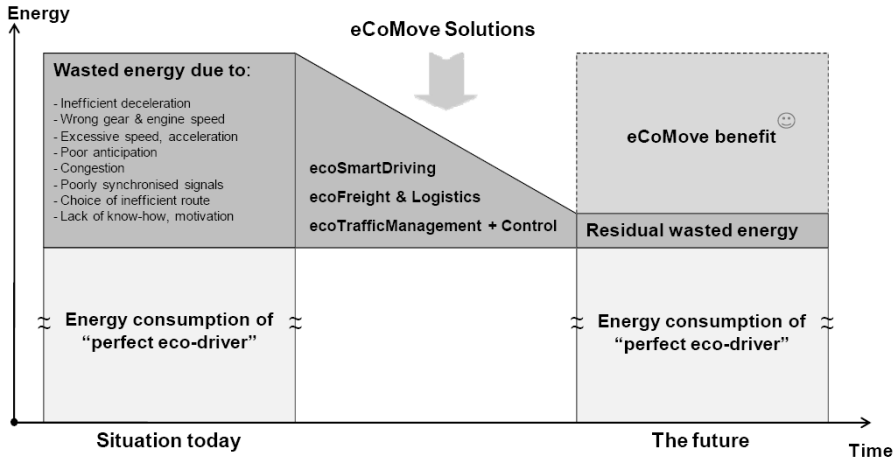 Energy
eCoMove Solutions
Wasted energy due to:
- Inefficient deceleration
- Wrong gear & engine speed
- Excessive speed, acceleration
- Poor anticipation
- Congestion
- Poorly synchronised signals
- Choice of inefficient route
- Lack of know-how, motivation
ecoSmartDriving
ecoFreight & Logistics
ecoTrafficManagement + Control
eCoMove benefit
Residual wasted energy
≈ Energy consumption of ≈
“perfect eco-driver”
≈ Energy consumption of ≈
“perfect eco-driver”
Situation today
The future
Time